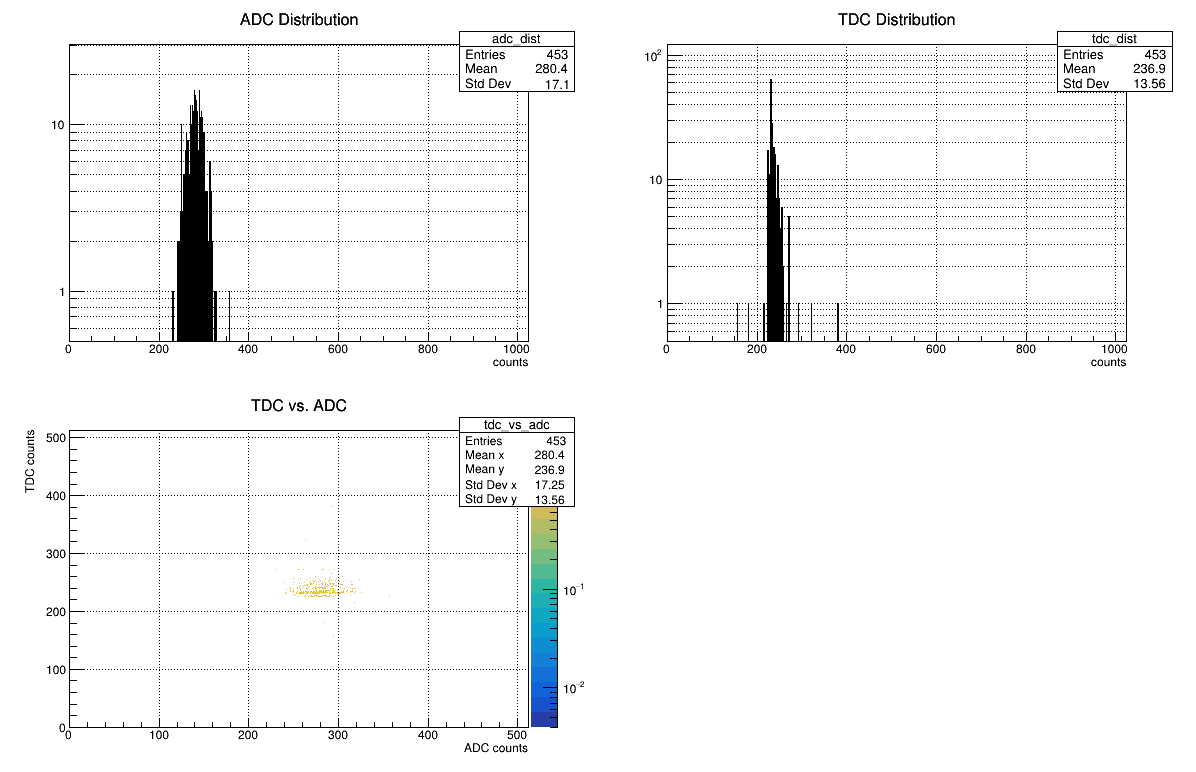 ADC Distribution
adc_dist
Entries 453
Mean 280.4
Std Dev 17.1
10
1
0 200 400 600 800 1000
counts
TDC Distribution
tdc_dist
Entries 453
Mean 236.9
Std Dev 13.56
10²
10
1
0 200 400 600 800 1000
counts
TDC vs. ADC
tdc_vs_adc
Entries 453
Mean x 280.4
Mean y 236.9
Std Dev x 17.25
Std Dev y 13.56
TDC counts
500
400
300
200
100
0
10⁻¹
10⁻²
0 100 200 300 400 500
ADC counts